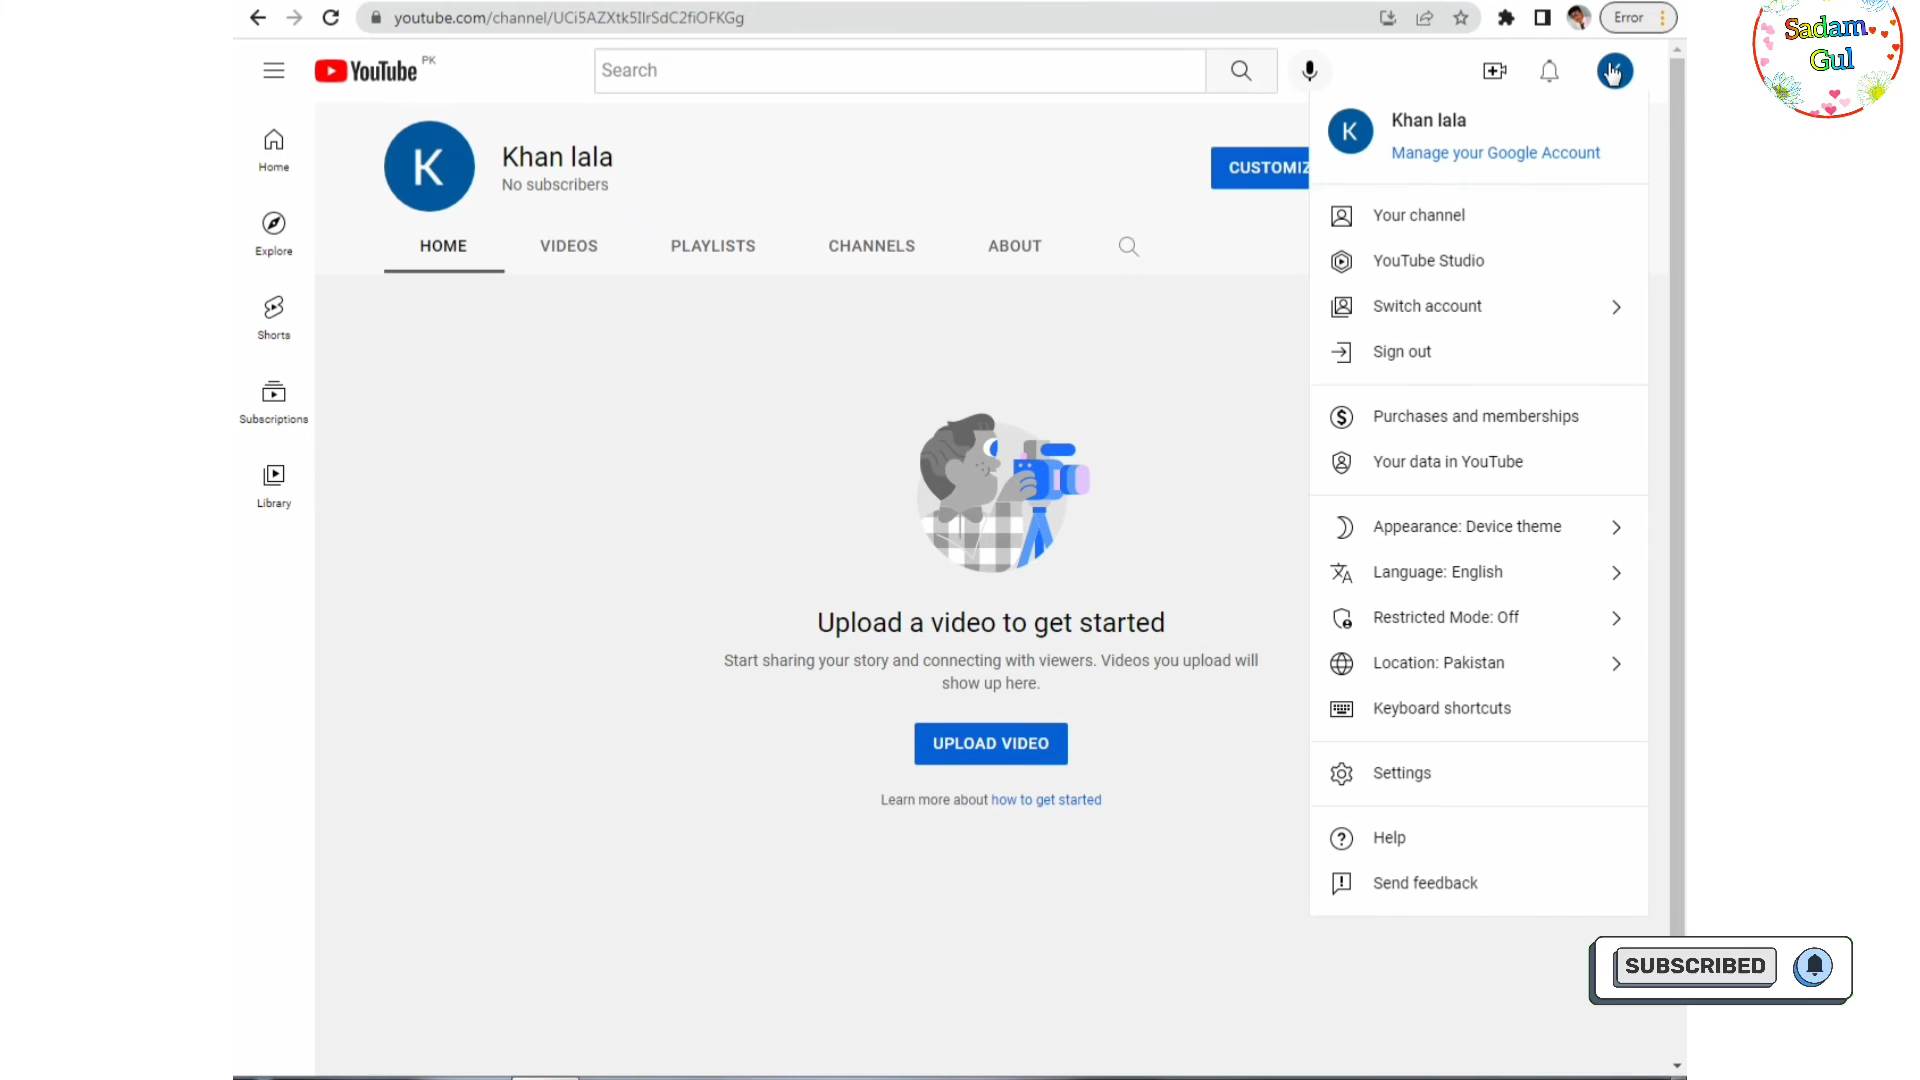 youtube.com/channel/UCi5AZXtk5IIrSdC2fiOFKGg
Error
Sadam
Gul
YouTube PK
Search
Khan lala
Manage your Google Account
Home
Explore
Shorts
Subscriptions
Library
K
Khan lala
No subscribers
CUSTOMIZ
HOME
VIDEOS
PLAYLISTS
CHANNELS
ABOUT
K
Your channel
YouTube Studio
Switch account
Sign out
Purchases and memberships
Your data in YouTube
Appearance: Device theme
Language: English
Restricted Mode: Off
Location: Pakistan
Keyboard shortcuts
Settings
Help
Send feedback
Upload a video to get started
Start sharing your story and connecting with viewers. Videos you upload will
show up here.
UPLOAD VIDEO
Learn more about how to get started
SUBSCRIBED